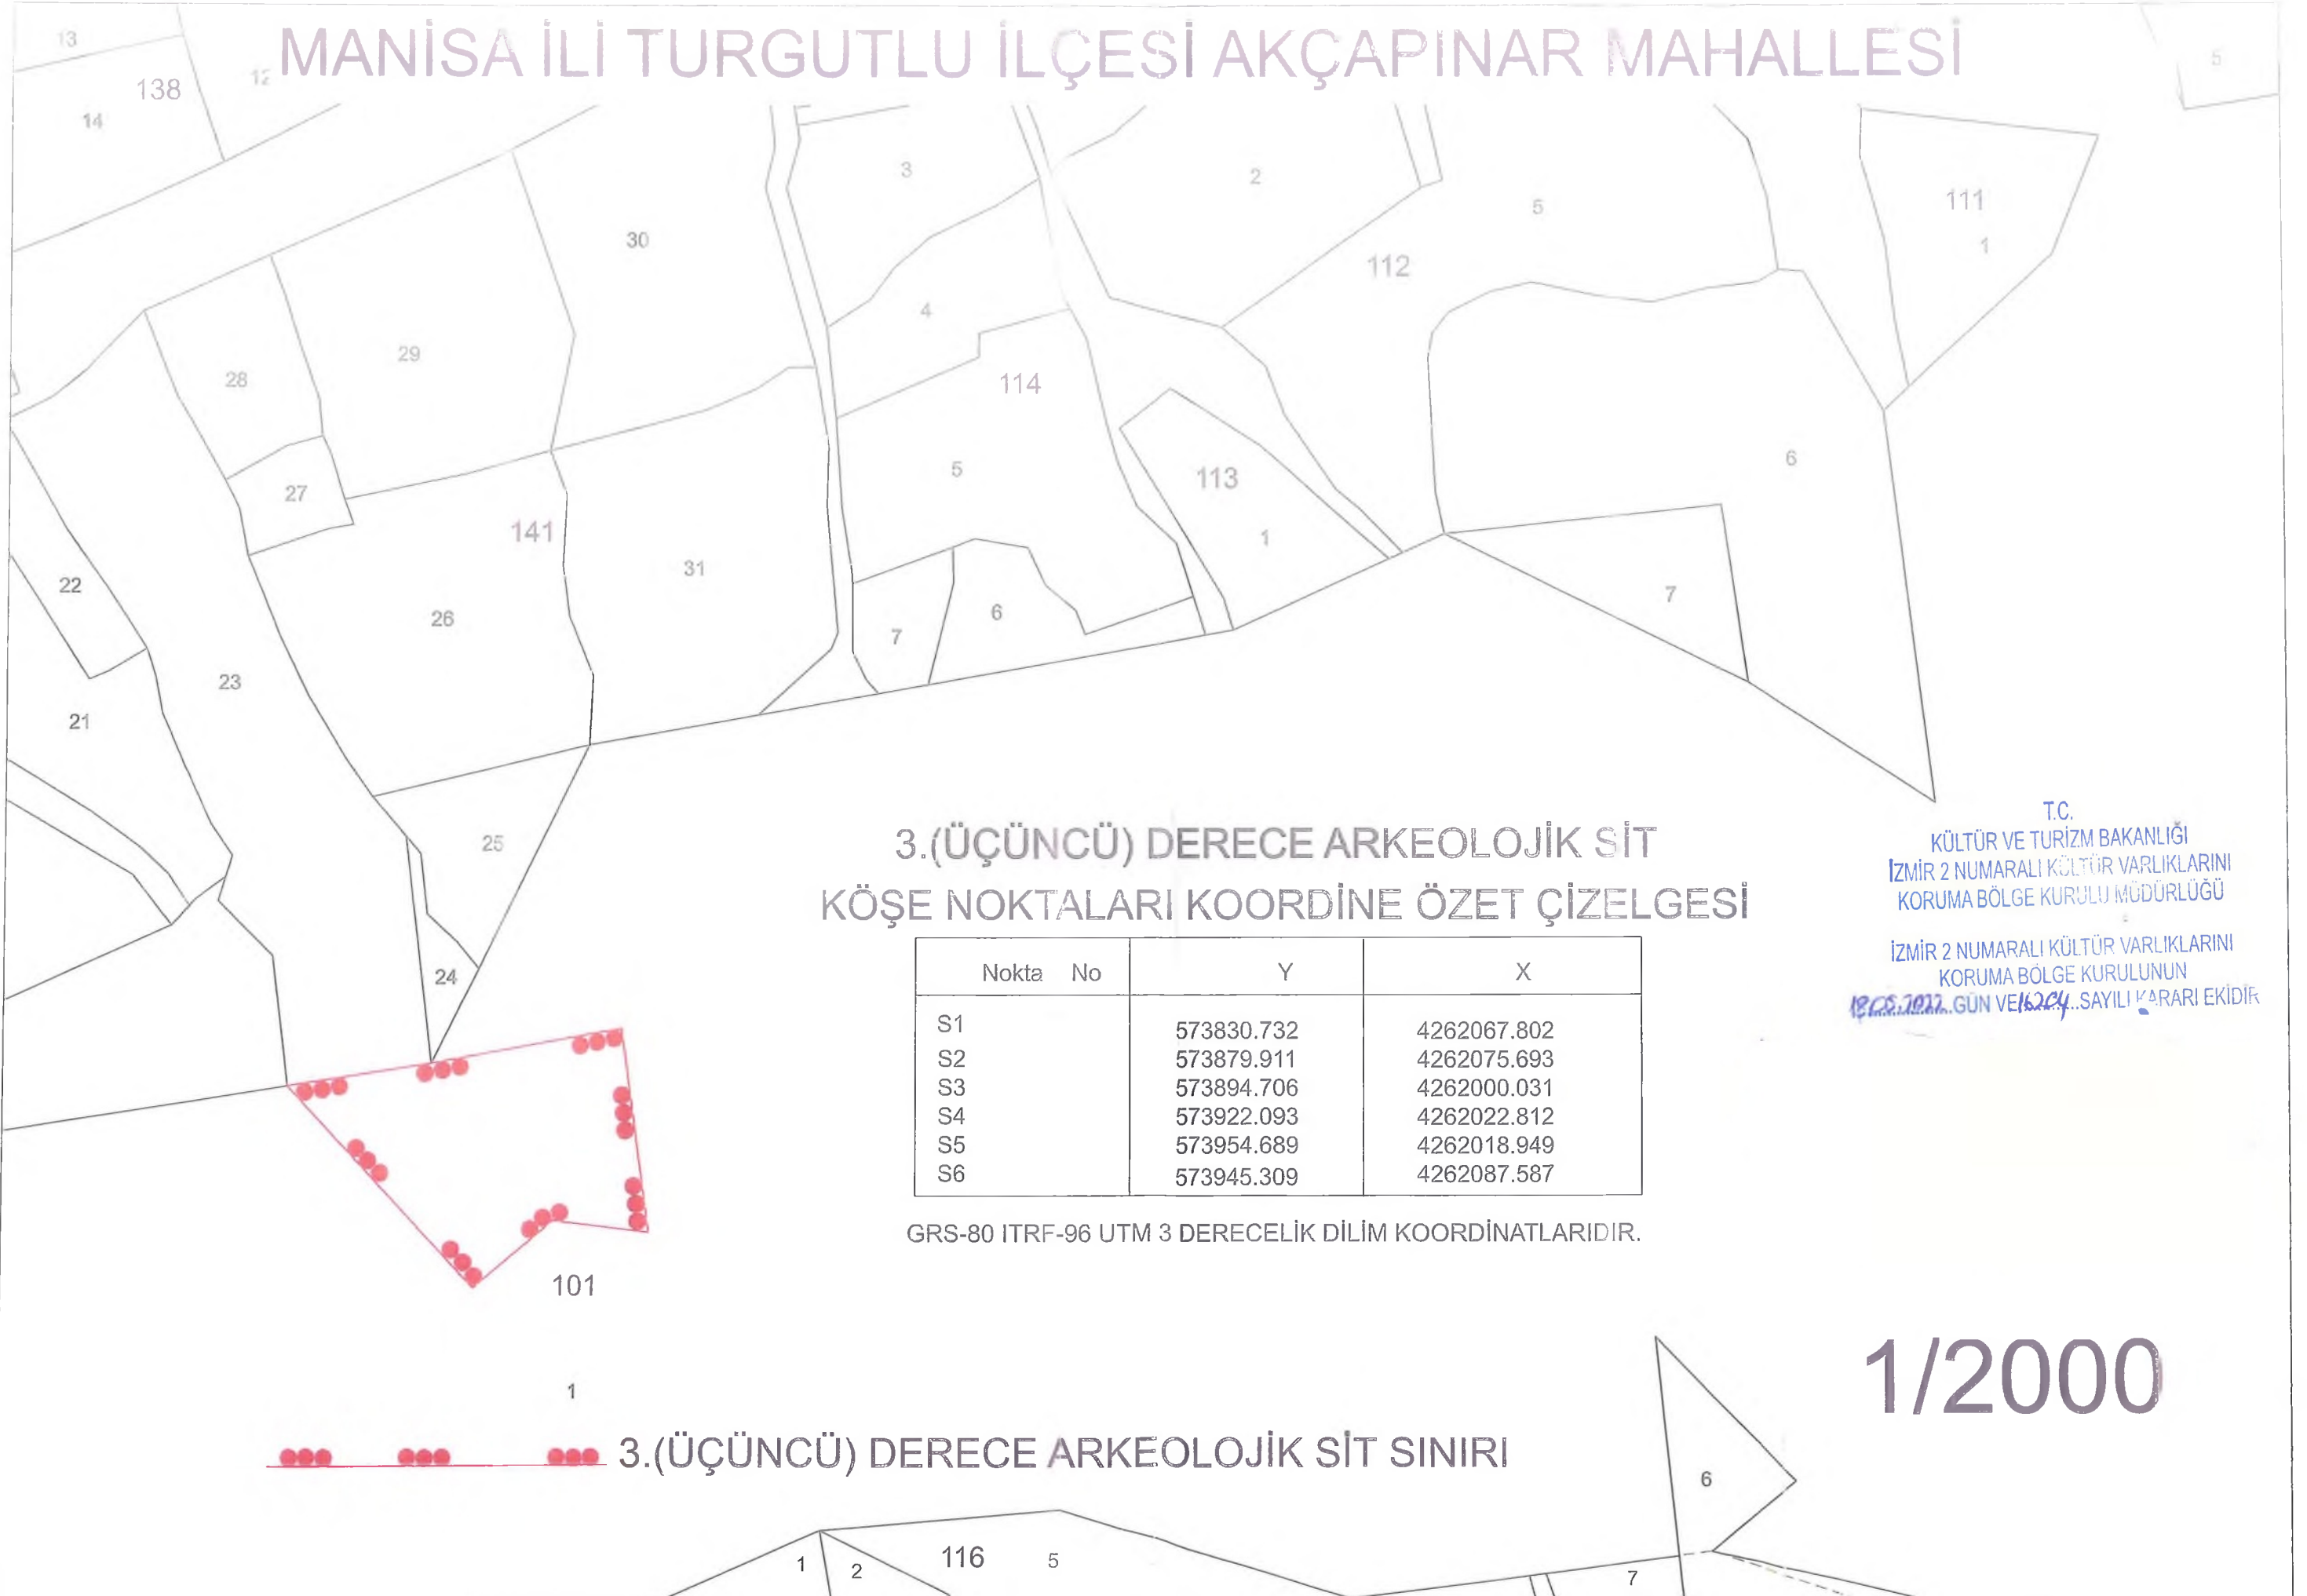 MANİSA İLİ TURGUTLU İLÇESİ AKÇAPINAR MAHALLESİ
13
138
12
14
5
3
2
5
111
1
30
112
4
29
28
114
27
5
113
6
141
1
22
31
7
26
6
7
23
21
25
24
3.(ÜÇÜNCÜ) DERECE ARKEOLOJİK SİT
KÖŞE NOKTALARI KOORDİNE ÖZET ÇİZELGESİ
Nokta No Y X
S1 573830.732 4262067.802
S2 573879.911 4262075.693
S3 573894.706 4262000.031
S4 573922.093 4262022.812
S5 573954.689 4262018.949
S6 573945.309 4262087.587
GRS-80 ITRF-96 UTM 3 DERECELİK DİLİM KOORDİNATLARIDIR.
T.C.
KÜLTÜR VE TURİZM BAKANLIĞI
İZMİR 2 NUMARALI KÜLTÜR VARLIKLARINI
KORUMA BÖLGE KURULU MÜDÜRLÜĞÜ
İZMİR 2 NUMARALI KÜLTÜR VARLIKLARINI
KORUMA BÖLGE KURULUNUN
GÜN VE 16204 SAYILI KARARI EKİDİR
101
1
1/2000
3.(ÜÇÜNCÜ) DERECE ARKEOLOJİK SİT SINIRI
6
1
2
116
5
7